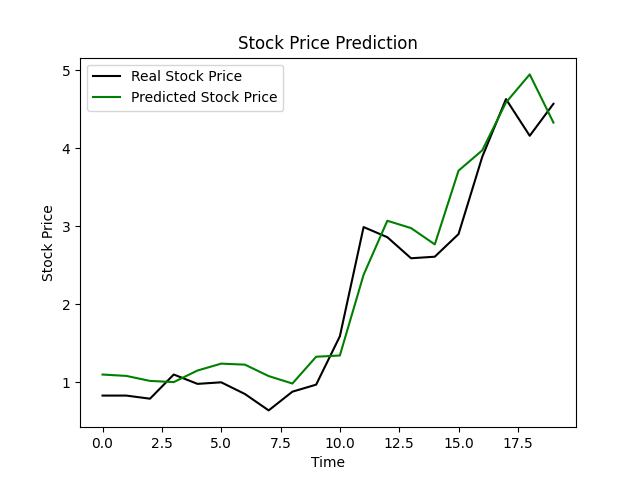 Stock Price Prediction
Real Stock Price
Predicted Stock Price
5
4
3
2
1
Stock Price
0.0 2.5 5.0 7.5 10.0 12.5 15.0 17.5
Time